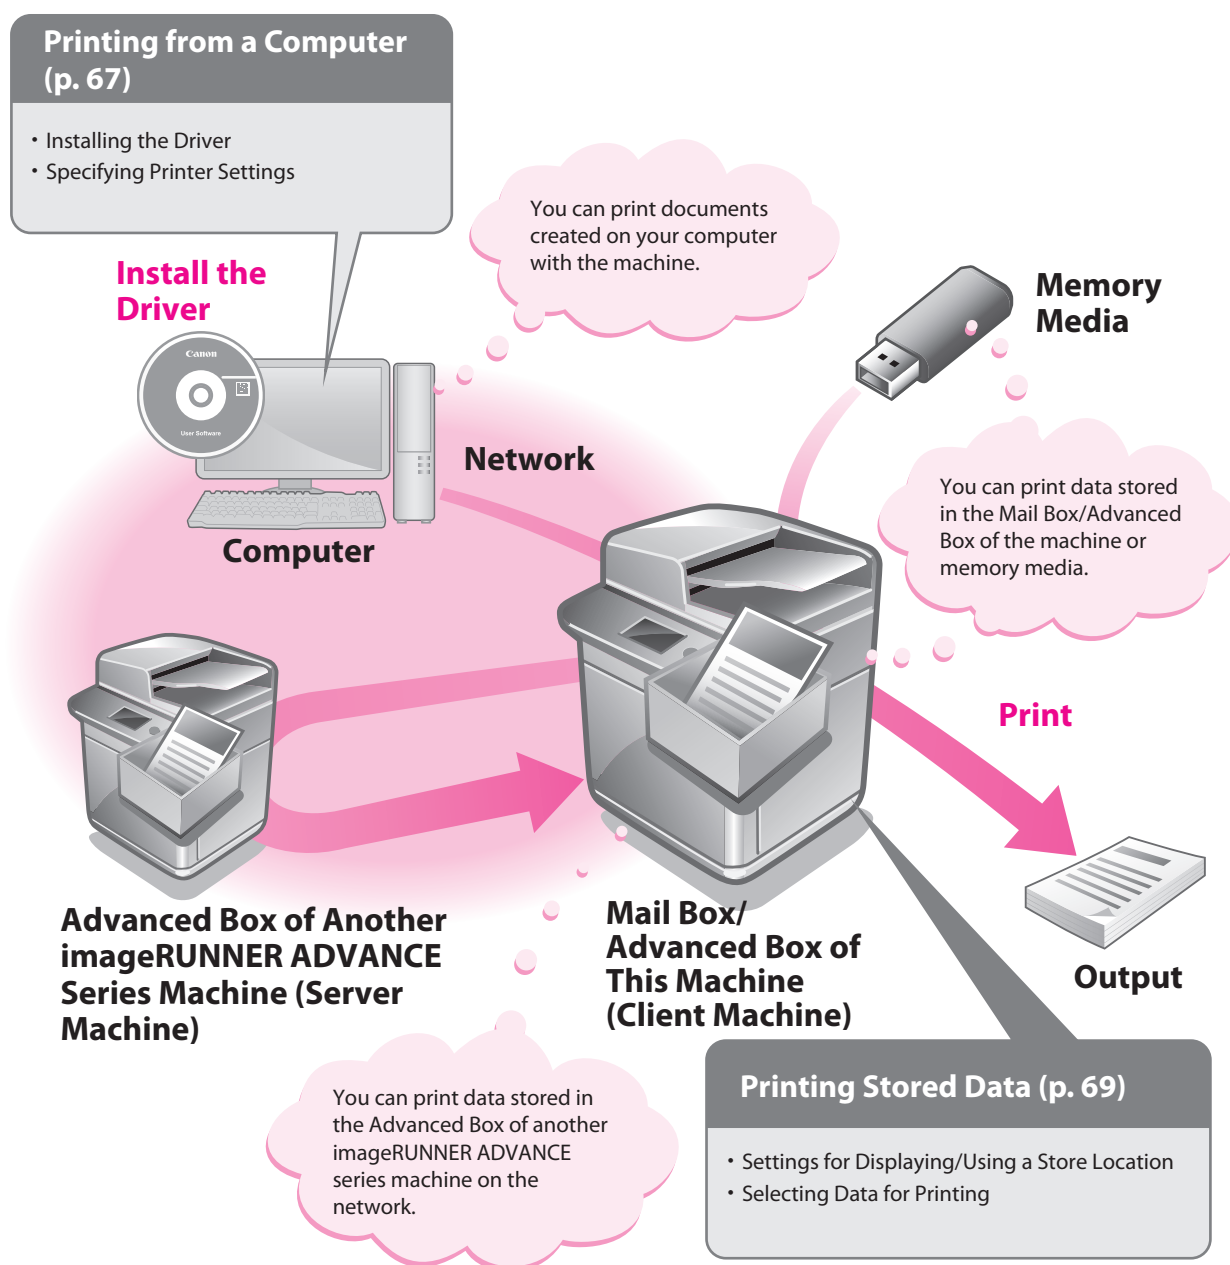 Printing from a Computer
(p. 67)
・Installing the Driver
・Specifying Printer Settings
You can print documents
created on your computer
with the machine.
Install the
Driver
Canon
User Software
Memory
Media
Network
Computer
You can print data stored
in the Mail Box/Advanced
Box of the machine or
memory media.
Print
Advanced Box of Another
imageRUNNER ADVANCE
Series Machine (Server
Machine)
Mail Box/
Advanced Box of
This Machine
(Client Machine)
Output
You can print data stored in
the Advanced Box of another
imageRUNNER ADVANCE
series machine on the
network.
Printing Stored Data (p. 69)
・Settings for Displaying/Using a Store Location
・Selecting Data for Printing